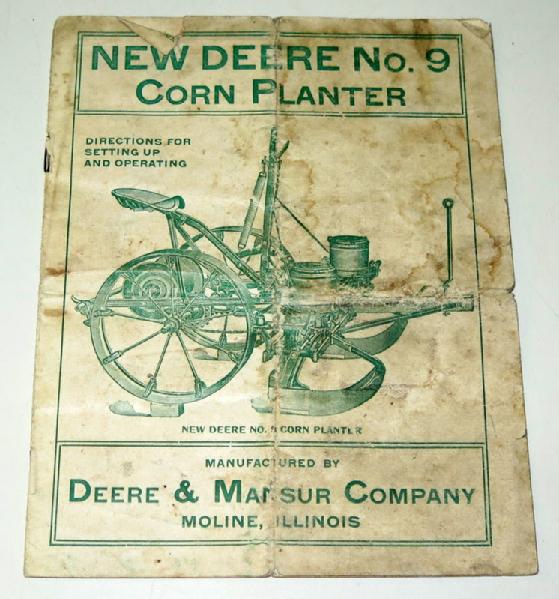 NEW DEERE No. 9
CORN PLANTER
DIRECTIONS FOR
SETTING UP
AND OPERATING
NEW DEERE NO. 9 CORN PLANTER
MANUFACTURED BY
DEERE & MANSUR COMPANY
MOLINE, ILLINOIS